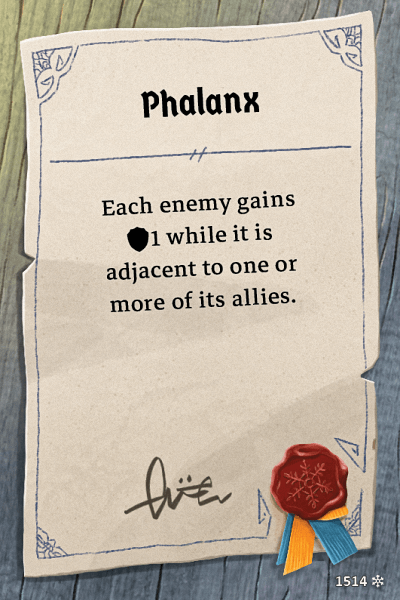 Phalanx
Each enemy gains
1 while it is
adjacent to one or
more of its allies.
1514